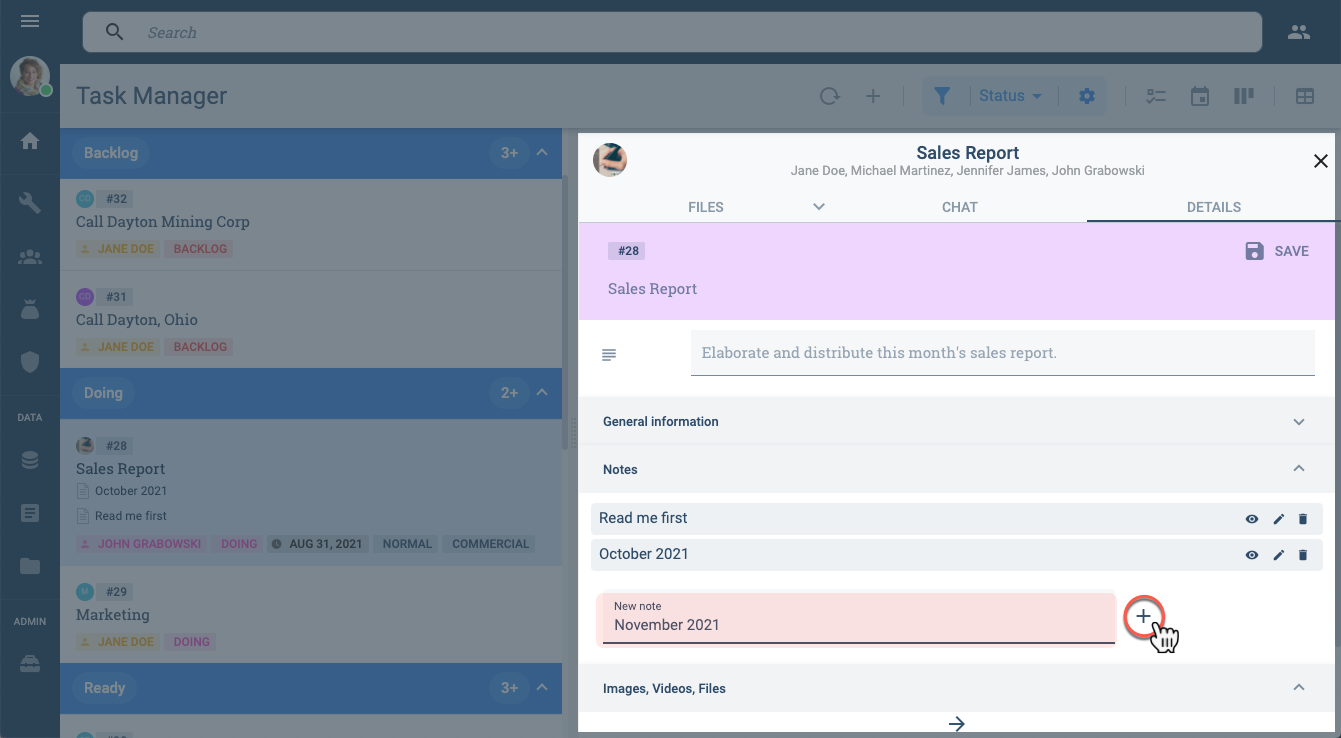 Search
Task Manager
Status
Backlog
3+
#32
Call Dayton Mining Corp
JANE DOE BACKLOG
#31
Call Dayton, Ohio
JANE DOE BACKLOG
Doing
2+
#28
Sales Report
October 2021
Read me first
JOHN GRABOWSKI DOING AUG 31, 2021 NORMAL COMMERCIAL
#29
Marketing
JANE DOE DOING
Ready
3+
DATA
ADMIN
Sales Report
Jane Doe, Michael Martinez, Jennifer James, John Grabowski
FILES CHAT DETAILS
#28
SAVE
Sales Report
Elaborate and distribute this month's sales report.
General information
Notes
Read me first
October 2021
New note
November 2021
Images, Videos, Files